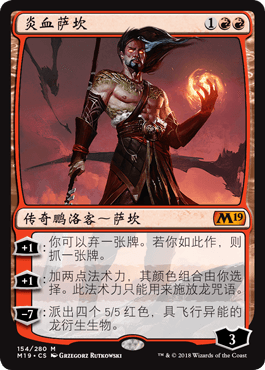 炎血萨坎 1
传奇鹏洛客~萨坎 M19
+1 :你可以弃一张牌。若你如此作，则
抓一张牌。
+1 :加两点法术力，其颜色组合由你选
择。此法术力只能用来施放龙咒语。
-7 :派出四个5/5红色，具飞行异能的
龙衍生生物。
3
154/280 M
M19 • CS GRZEGORZ RUTKOWSKI
™ & © 2018 Wizards of the Coast